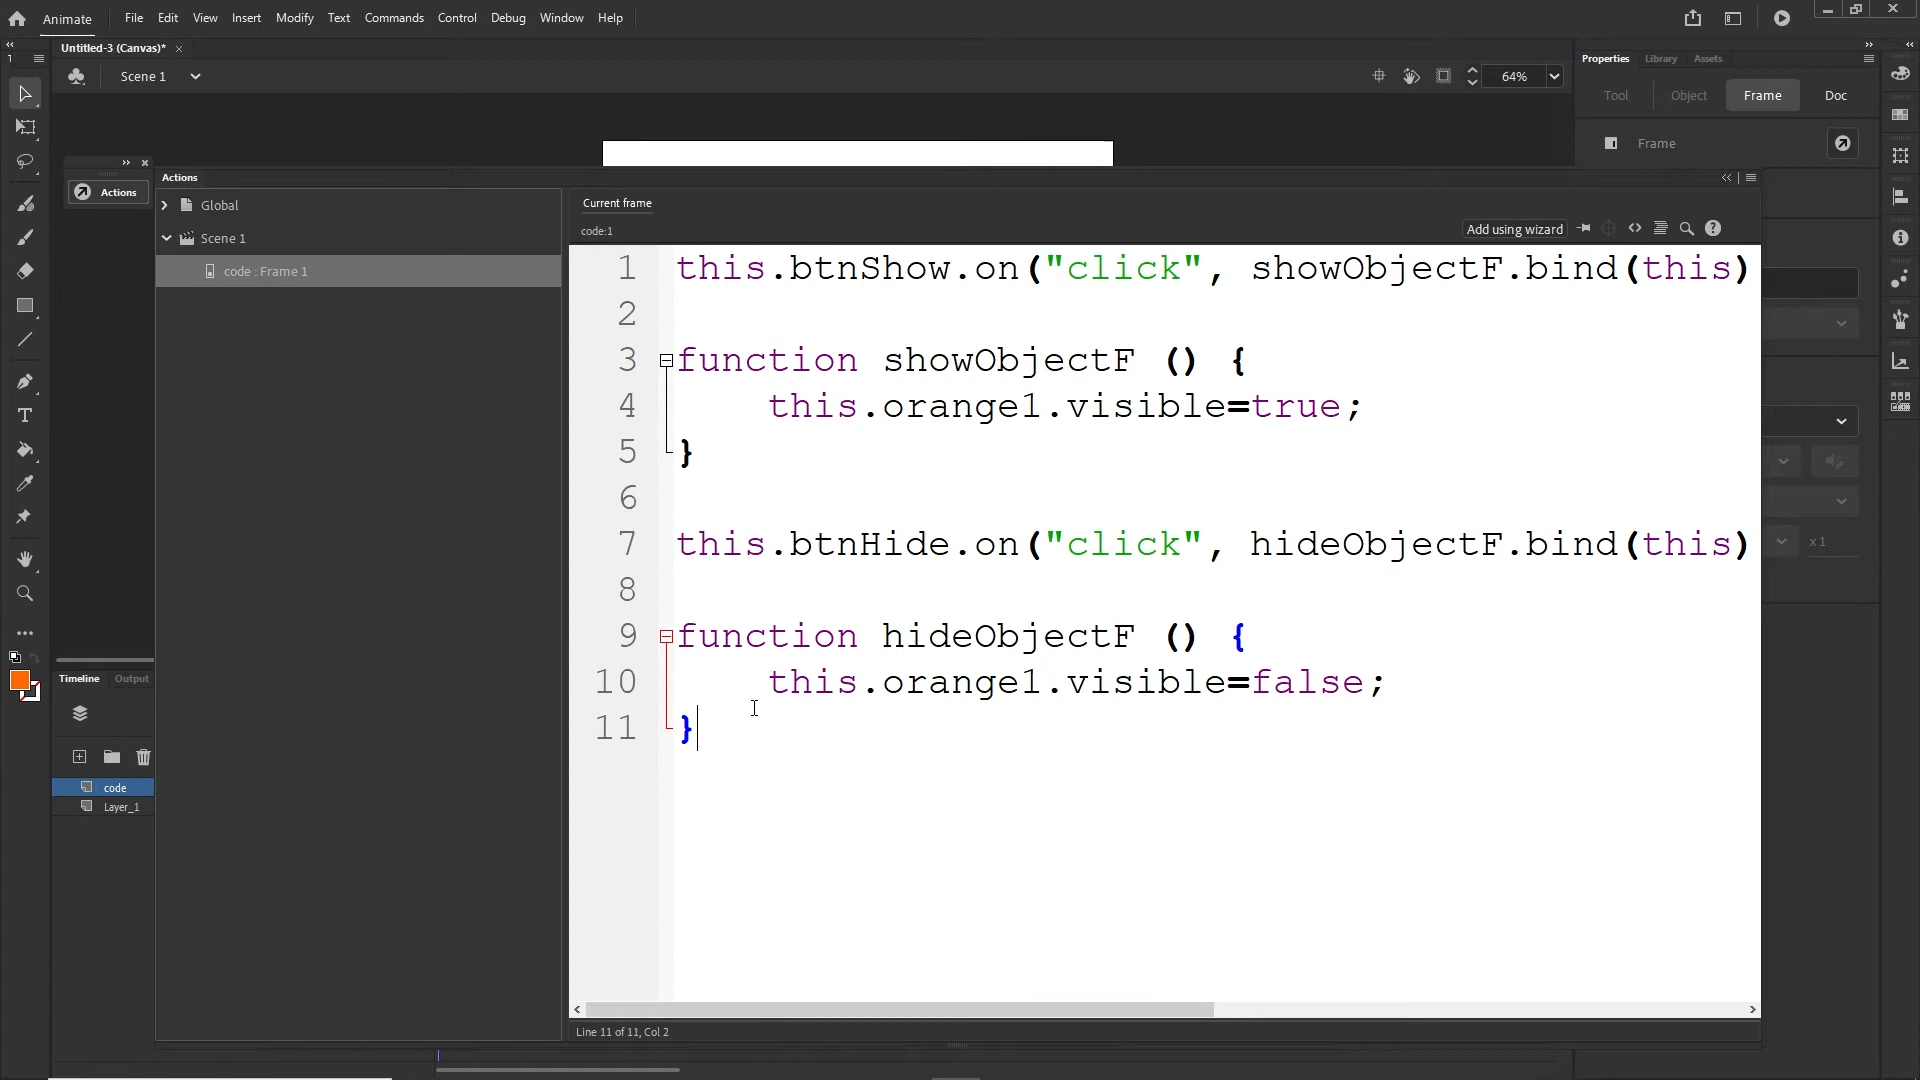 Animate File Edit View Insert Modify Text Commands Control Debug Window Help
Untitled-3 (Canvas)*
Scene 1
64%
Properties Library Assets
Tool Object Frame Doc
Frame
Actions
Actions
Global
Scene 1
code : Frame 1
Current frame
code:1
Add using wizard
1 this.btnShow.on("click", showObjectF.bind(this)
2
3 function showObjectF () {
4 this.orange1.visible=true;
5 }
6
7 this.btnHide.on("click", hideObjectF.bind(this)
8
9 function hideObjectF () {
10 this.orange1.visible=false;
11 }
x 1
Timeline Output
code
Layer_1
Line 11 of 11, Col 2